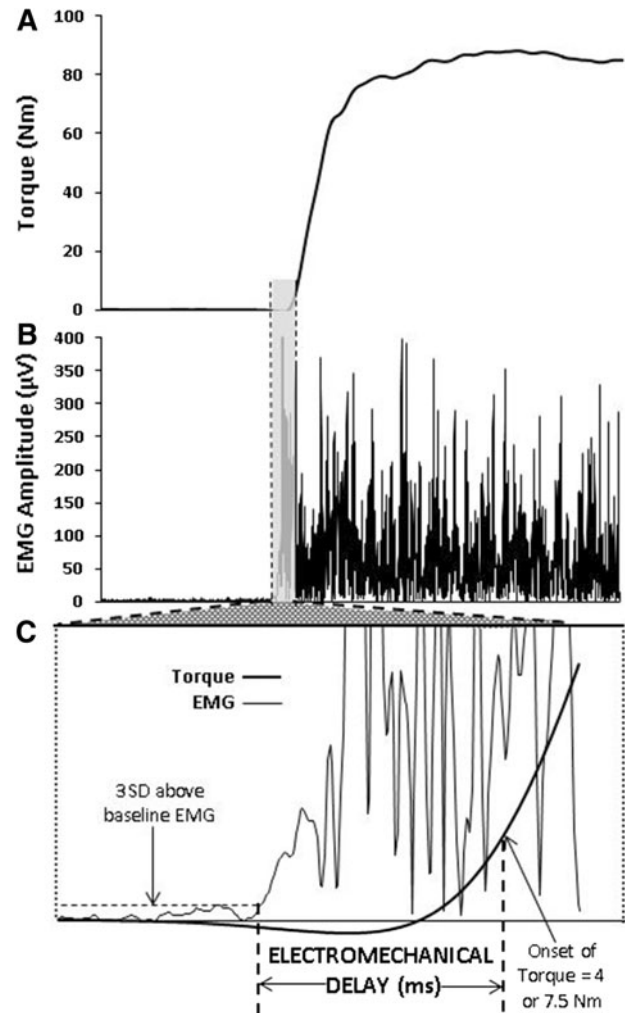 A
Torque (Nm)
100
80
60
40
20
0
B
EMG Amplitude (µV)
400
350
300
250
200
150
100
50
0
C
Torque
EMG
3SD above
baseline EMG
ELECTROMECHANICAL
DELAY (ms)
Onset of
Torque = 4
or 7.5 Nm